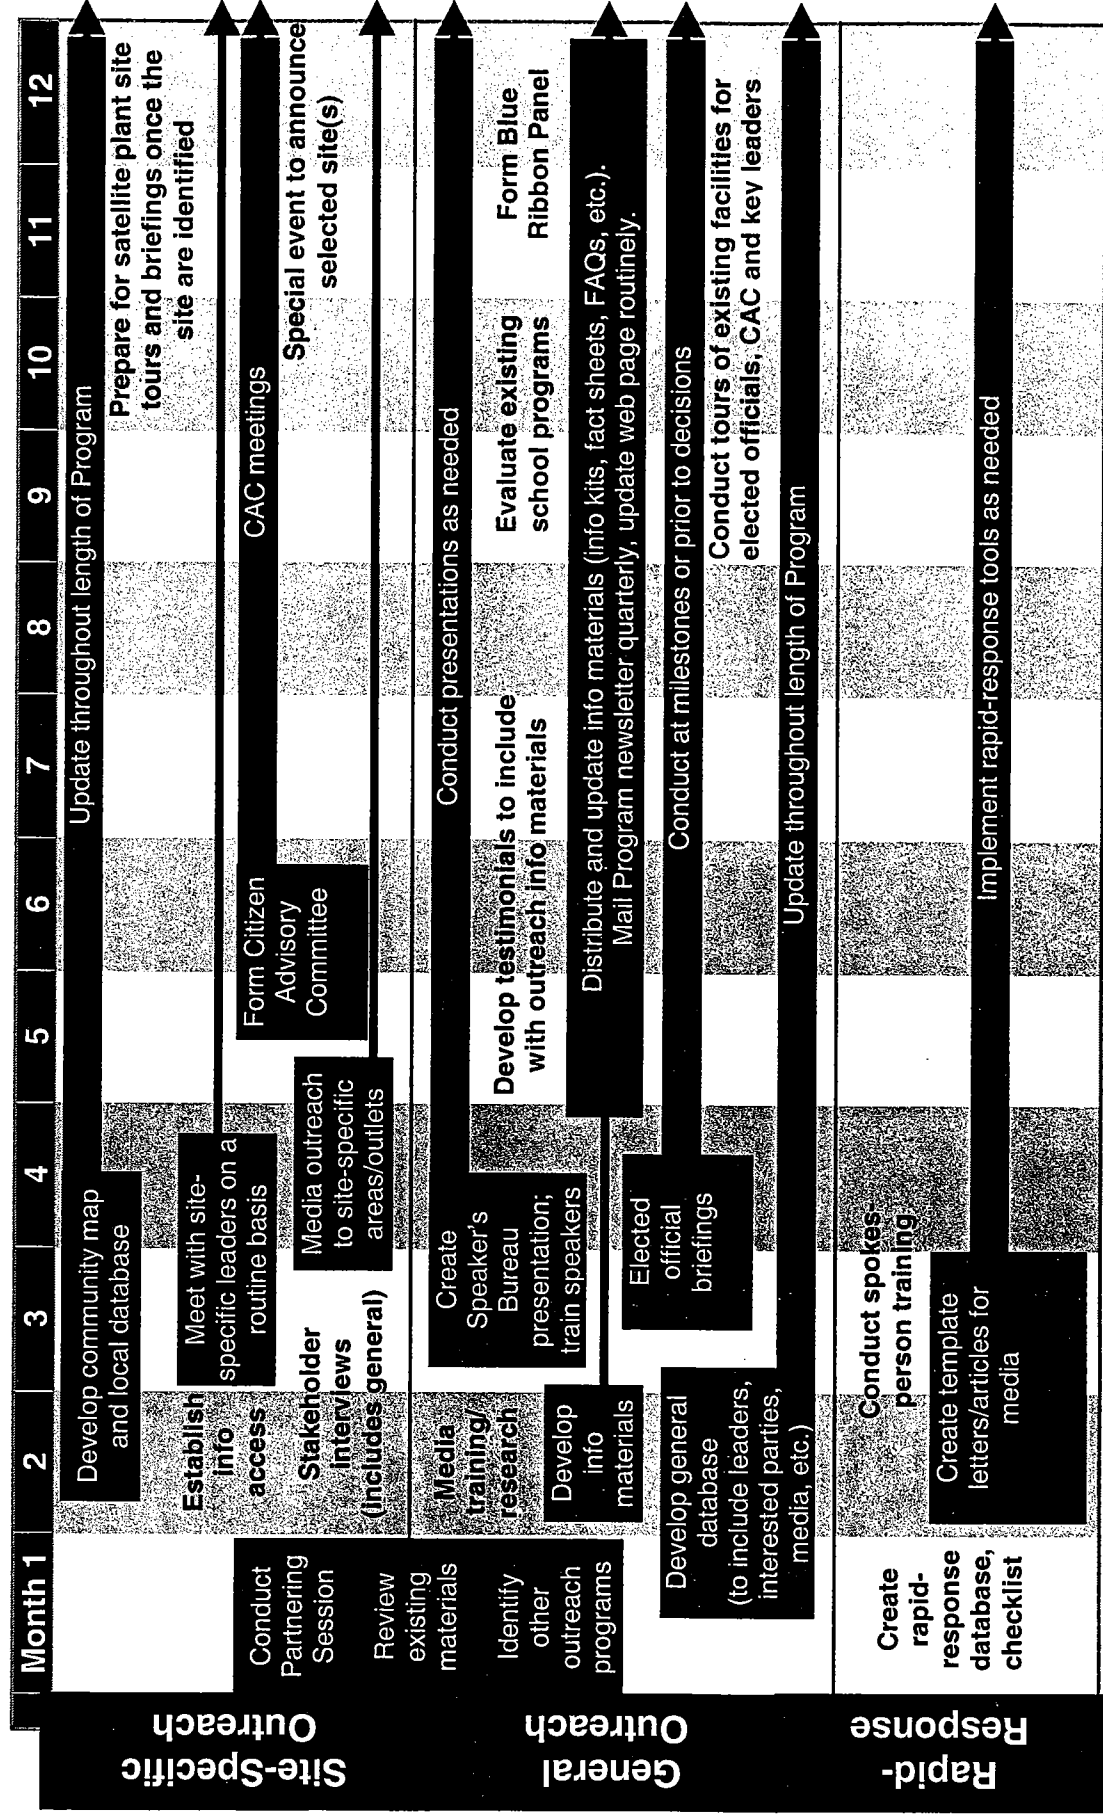 Month 1
2
3
4
5
6
7
8
9
10
11
12
Site-Specific
Outreach
Develop community map
and local database
Update throughout length of Program
Prepare for satellite plant site
tours and briefings once the
site are identified
Establish
info
access
Meet with site-
specific leaders on a
routine basis
Conduct
Partnering
Session
Review
existing
materials
Identify
other
outreach
programs
Form Citizen
Advisory
Committee
CAC meetings
Special event to announce
selected site(s)
Stakeholder
interviews
(includes general)
Media outreach
to site-specific
areas/outlets
General
Outreach
Media
training/
research
Create
Speaker's
Bureau
presentation;
train speakers
Conduct presentations as needed
Develop testimonials to include
with outreach info materials
Evaluate existing
school programs
Form Blue
Ribbon Panel
Develop
info
materials
Distribute and update info materials (info kits, fact sheets, FAQs, etc.).
Mail Program newsletter quarterly, update web page routinely.
Elected
official
briefings
Conduct at milestones or prior to decisions
Conduct tours of existing facilities for
elected officials, CAC and key leaders
Develop general
database
(to include leaders,
interested parties,
media, etc.)
Update throughout length of Program
Rapid-
Response
Create
rapid-
response
database,
checklist
Conduct spokes-
person training
Create template
letters/articles for
media
Implement rapid-response tools as needed